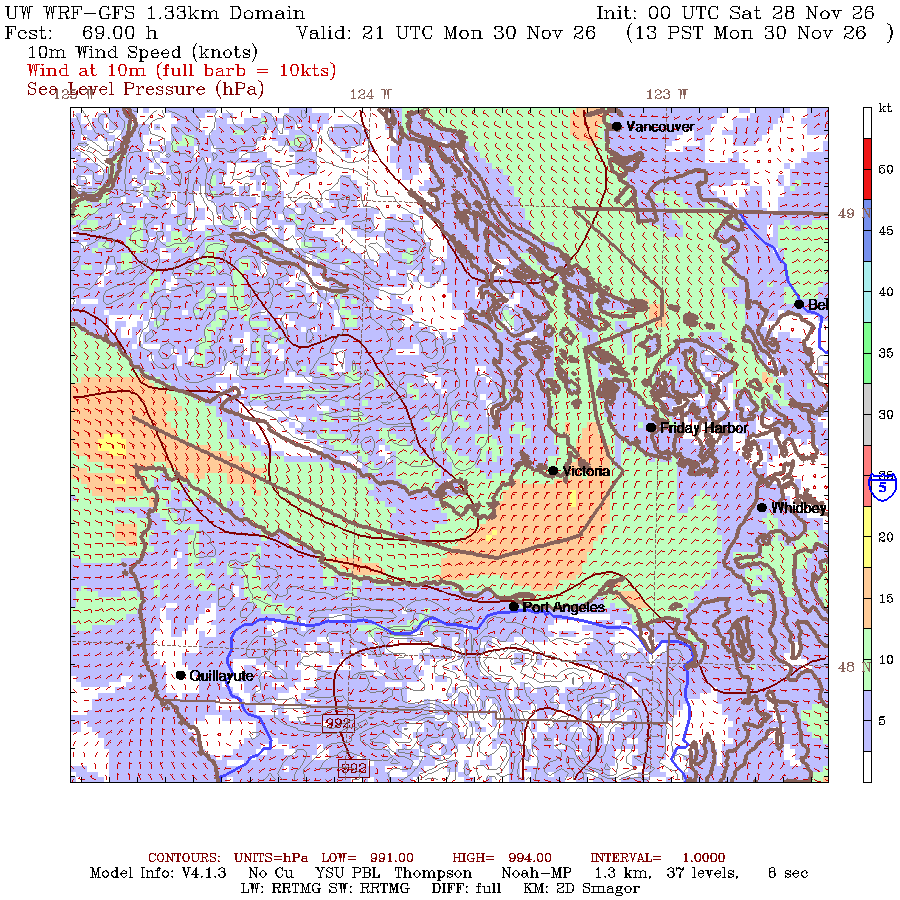 UW WRF-GFS 1.33km Domain Init: 00 UTC Sat 28 Nov 26
Fcst: 69.00 h Valid: 21 UTC Mon 30 Nov 26 (13 PST Mon 30 Nov 26 )
10m Wind Speed (knots)
Wind at 10m (full barb = 10kts)
Sea Level Pressure (hPa)
125 W 124 W 123 W
kt
Vancouver
60
49 N
45
40
Bel
35
30
Friday Harbor
Victoria
25
5
Whidbey
20
Port Angeles
15
10
48 N
Quillayute
992
5
992
CONTOURS: UNITS=hPa LOW= 991.00 HIGH= 994.00 INTERVAL= 1.0000
Model Info: V4.1.3 No Cu YSU PBL Thompson Noah-MP 1.3 km, 37 levels, 8 sec
LW: RRTMG SW: RRTMG DIFF: full KM: 2D Smagor